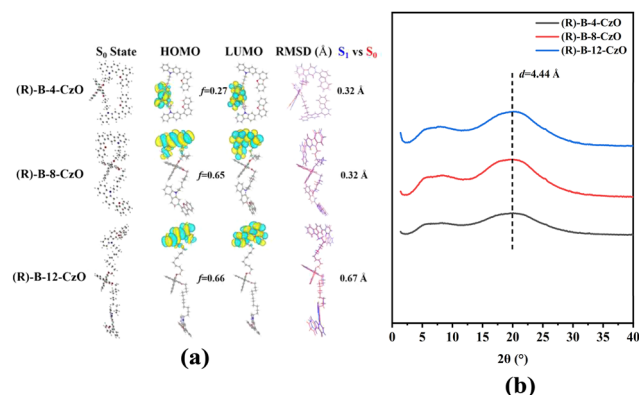 S0 State HOMO LUMO RMSD (Å) S1 vs S0
(R)-B-4-CzO f=0.27 0.32 Å
(R)-B-8-CzO f=0.65 0.32 Å
(R)-B-12-CzO f=0.66 0.67 Å
(a)
(R)-B-4-CzO
(R)-B-8-CzO
(R)-B-12-CzO
d=4.44 Å
0 5 10 15 20 25 30 35 40
2θ (°)
(b)